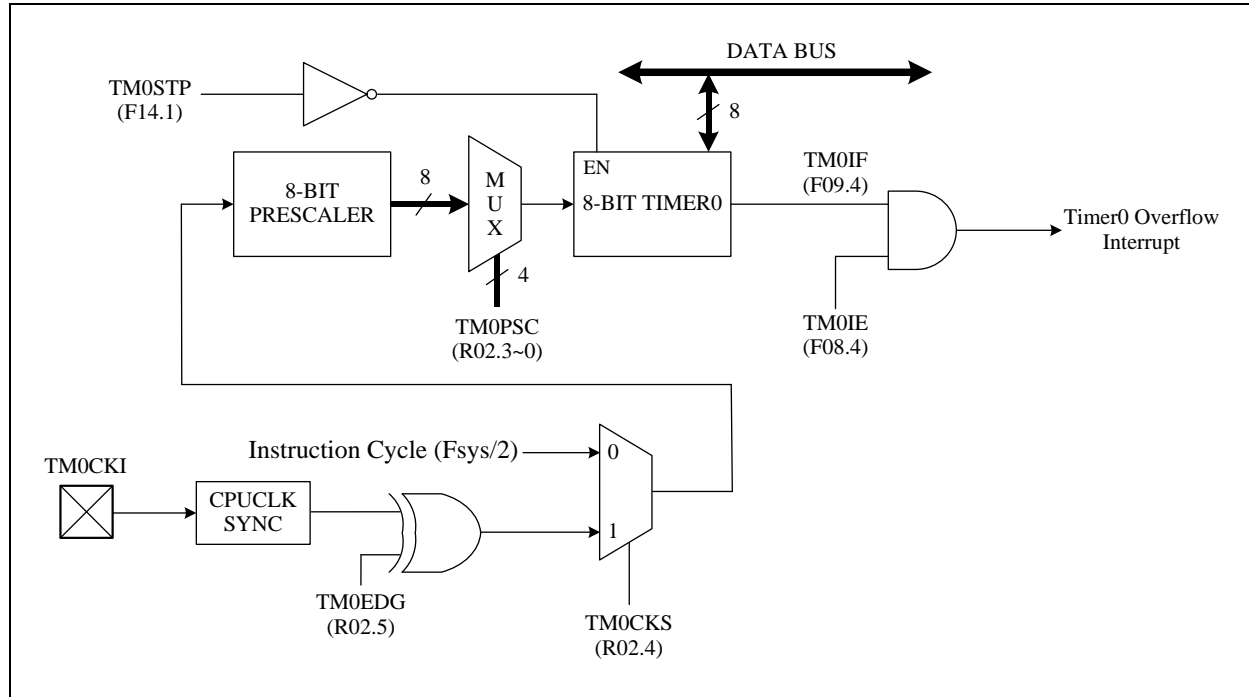 DATA BUS
TM0STP
(F14.1)
8
EN
8-BIT TIMER0
8-BIT
PRESCALER
8
M
U
X
4
TM0PSC
(R02.3~0)
TM0IF
(F09.4)
Timer0 Overflow
Interrupt
TM0IE
(F08.4)
Instruction Cycle (Fsys/2)
0
1
TM0CKI
CPUCLK
SYNC
TM0EDG
(R02.5)
TM0CKS
(R02.4)